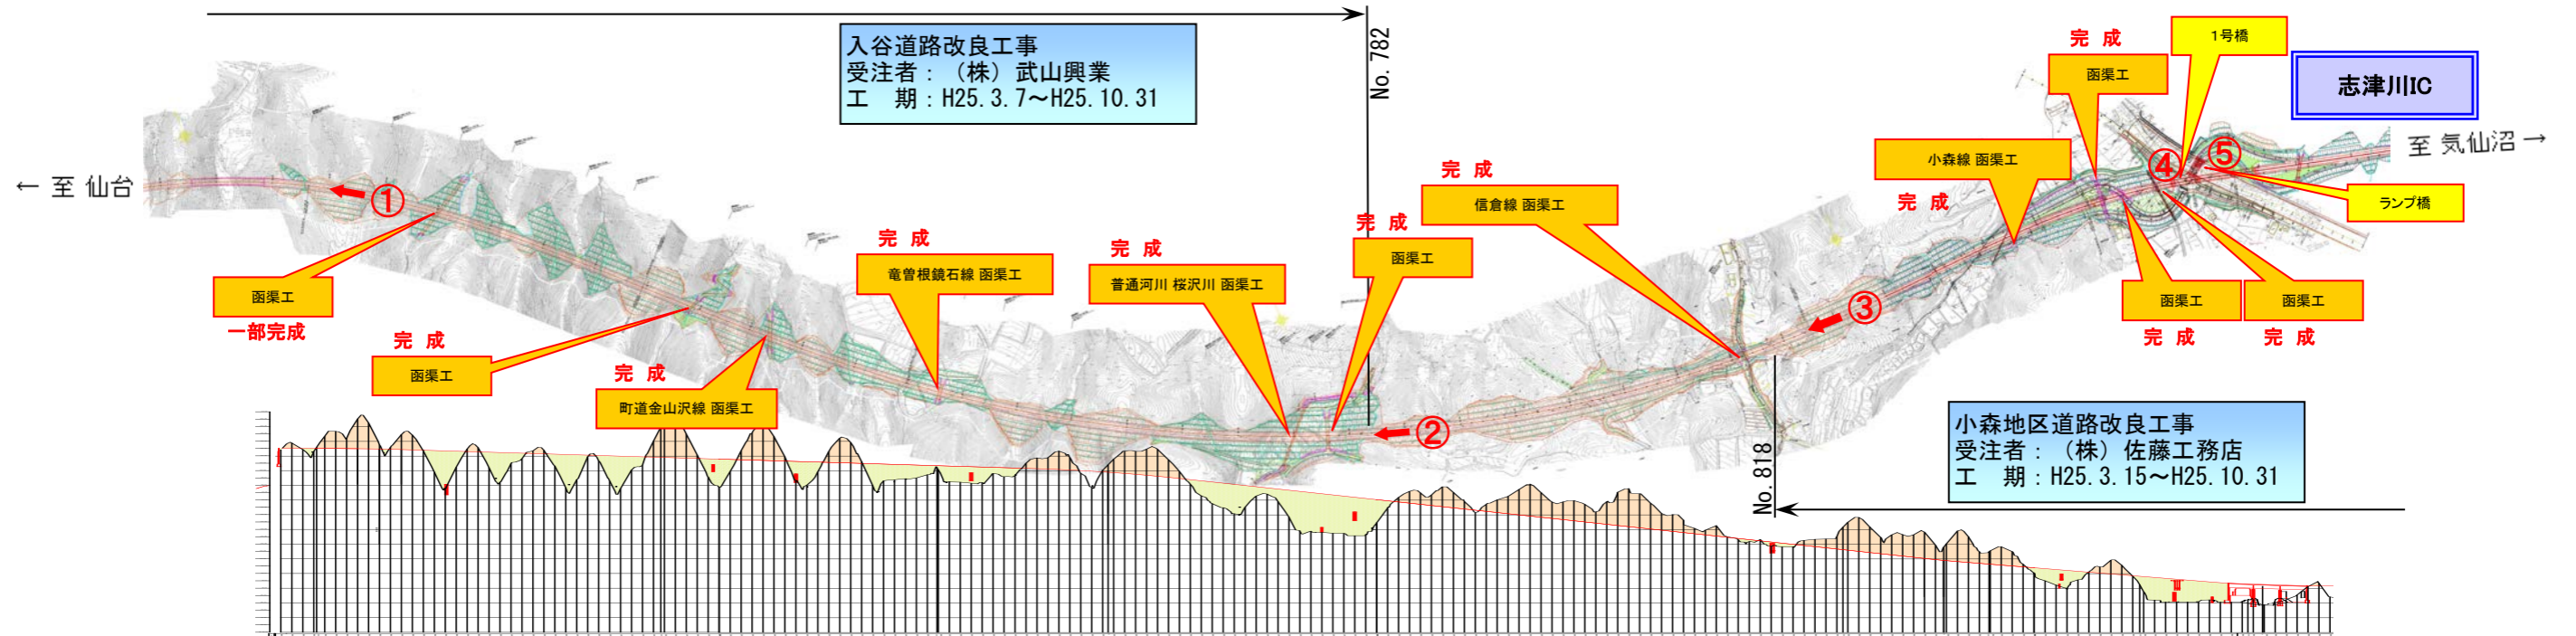 入谷道路改良工事
受注者：（株）武山興業
工　期：H25.3.7～H25.10.31
No. 782
完 成
函渠工
1号橋
志津川IC
← 至 仙台
至 気仙沼 →
①
函渠工
一部完成
完 成
函渠工
完 成
町道金山沢線 函渠工
完 成
竜曽根鏡石線 函渠工
完 成
普通河川 桜沢川 函渠工
完 成
函渠工
②
完 成
信倉線 函渠工
③
小森線 函渠工
完 成
④
⑤
ランプ橋
函渠工
完 成
函渠工
完 成
No. 818
小森地区道路改良工事
受注者：（株）佐藤工務店
工　期：H25.3.15～H25.10.31